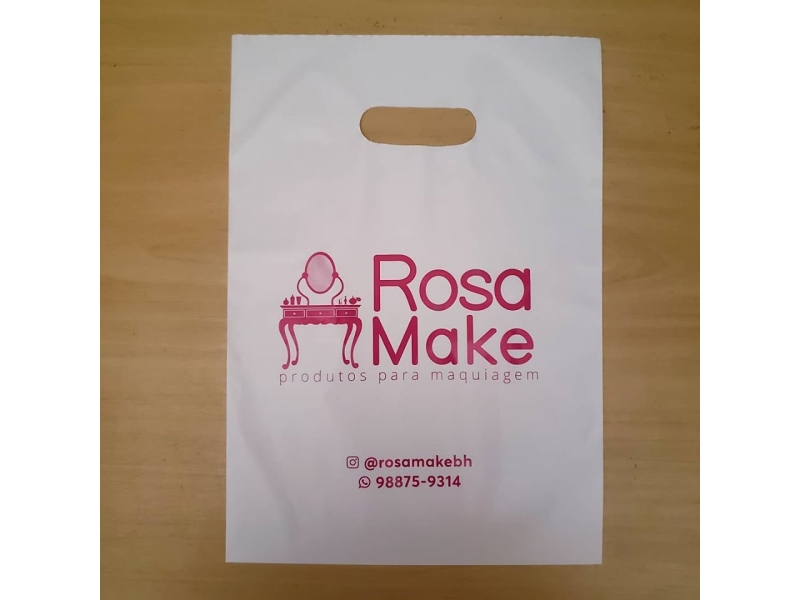 Rosa
Make
produtos para maquiagem
@rosamakebh
98875-9314